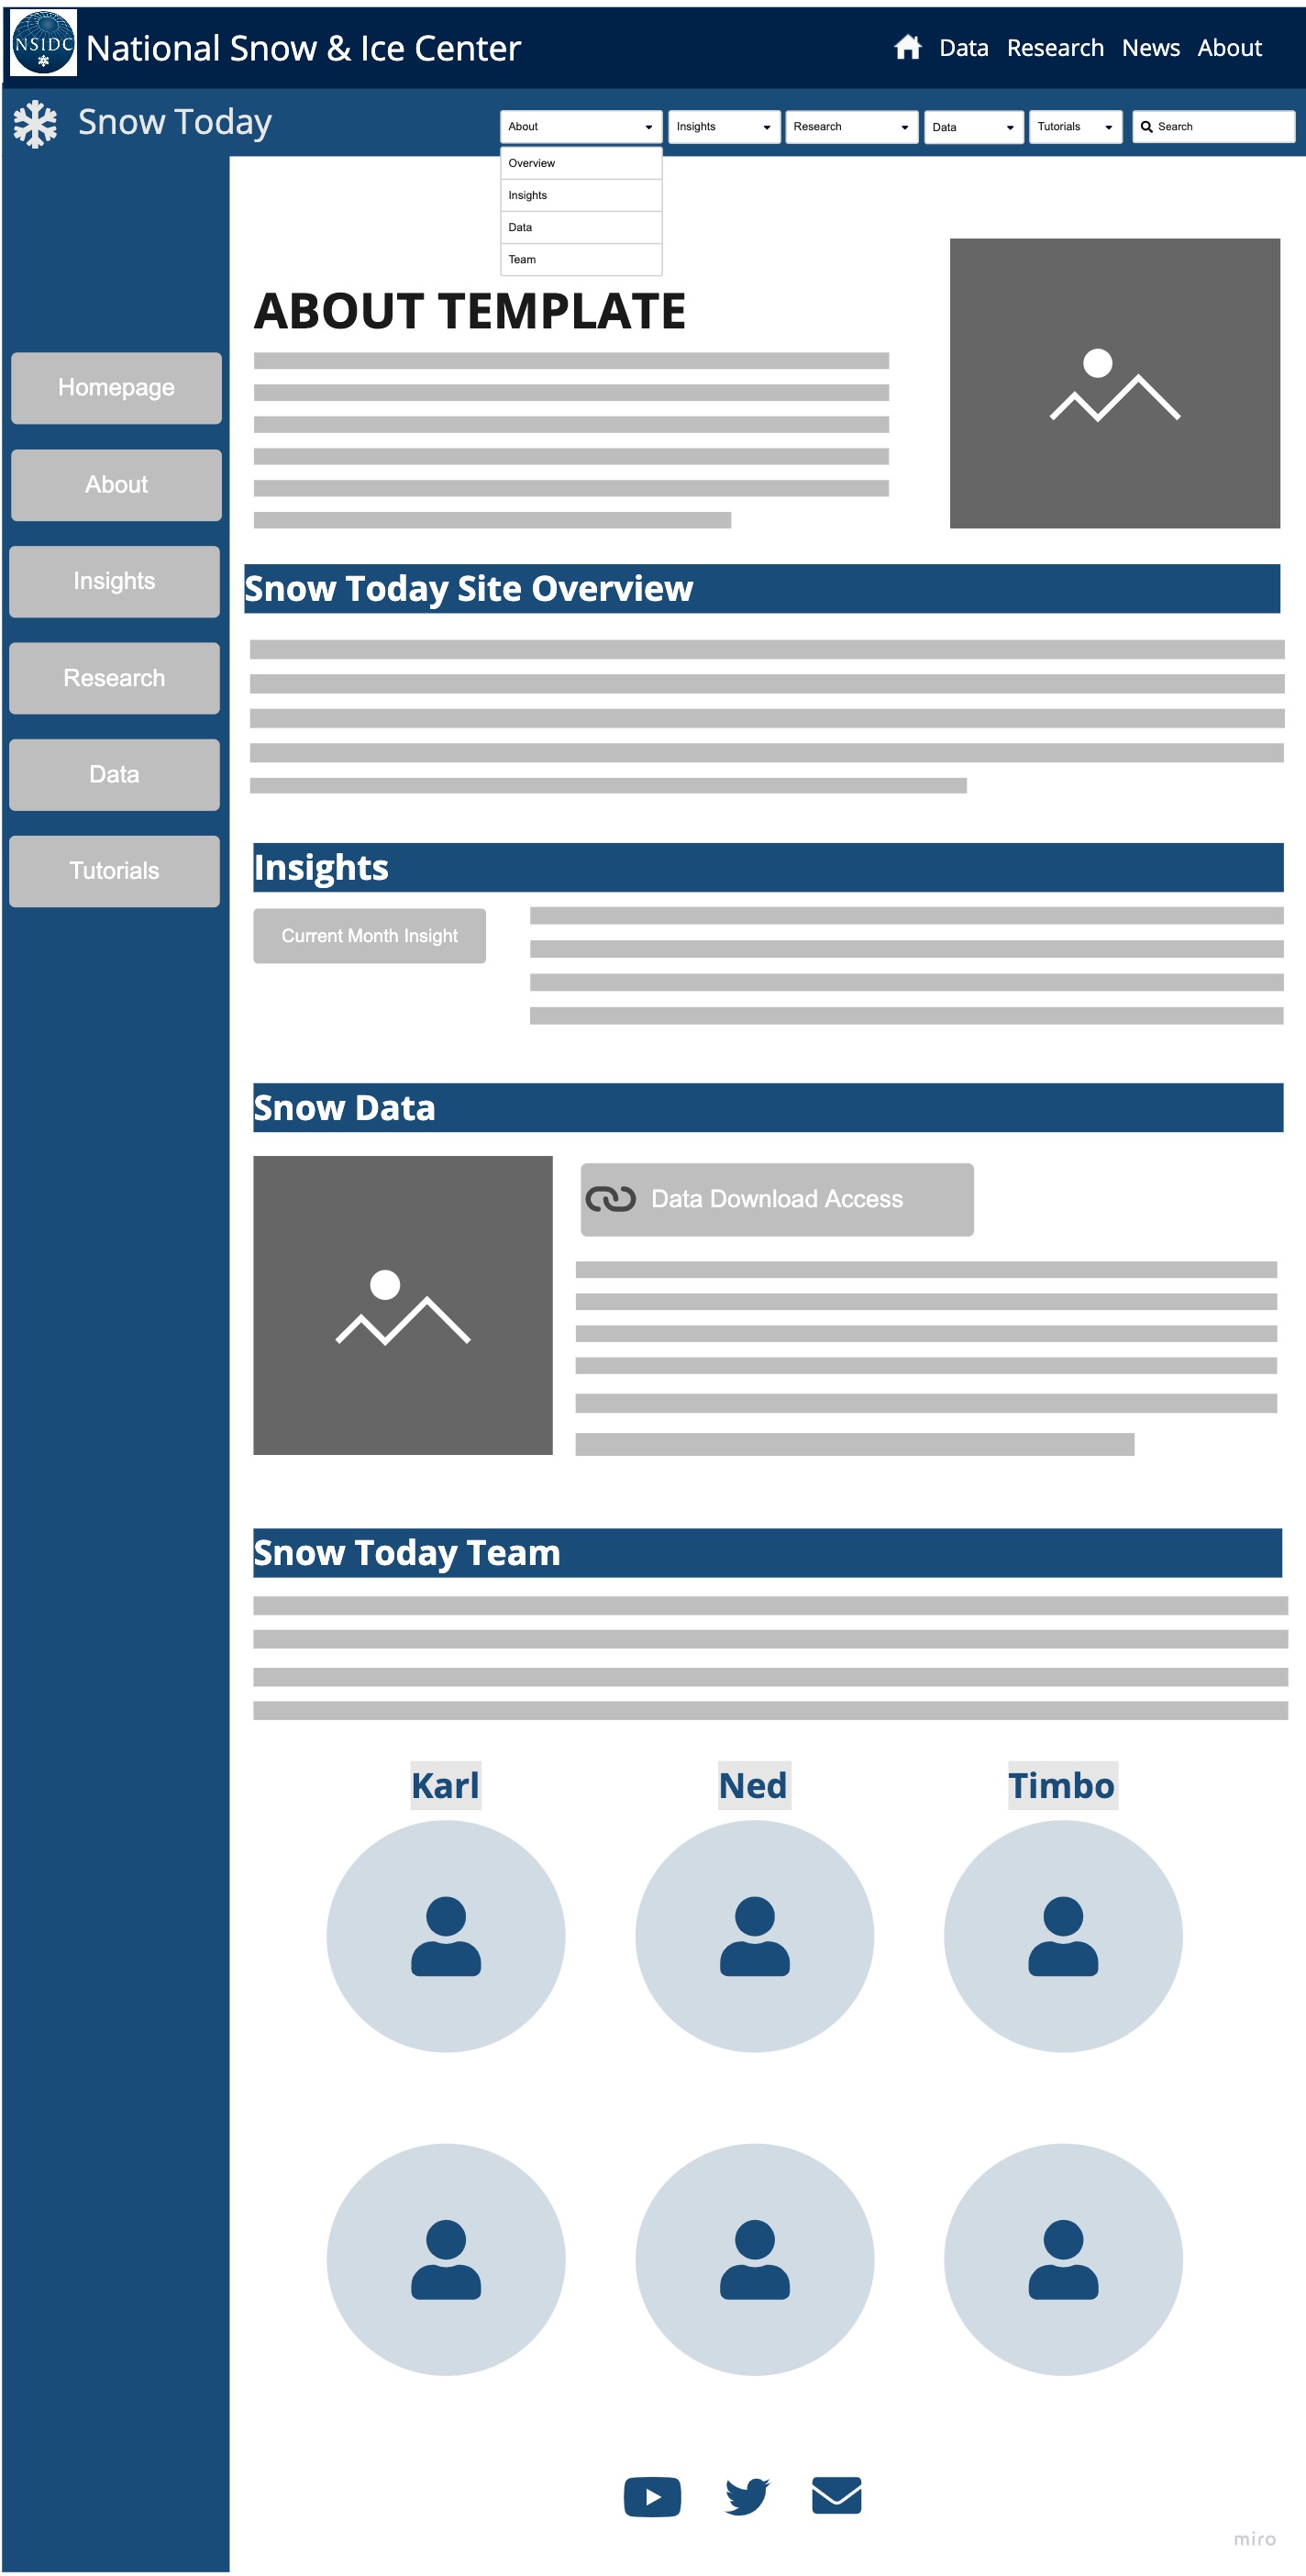 NSIDC
National Snow & Ice Center
Data Research News About
Snow Today
About Insights Research Data Tutorials Search
Overview
Insights
Data
Team
ABOUT TEMPLATE
Homepage
About
Insights
Research
Data
Tutorials
Snow Today Site Overview
Insights
Current Month Insight
Snow Data
Data Download Access
Snow Today Team
Karl Ned Timbo
miro